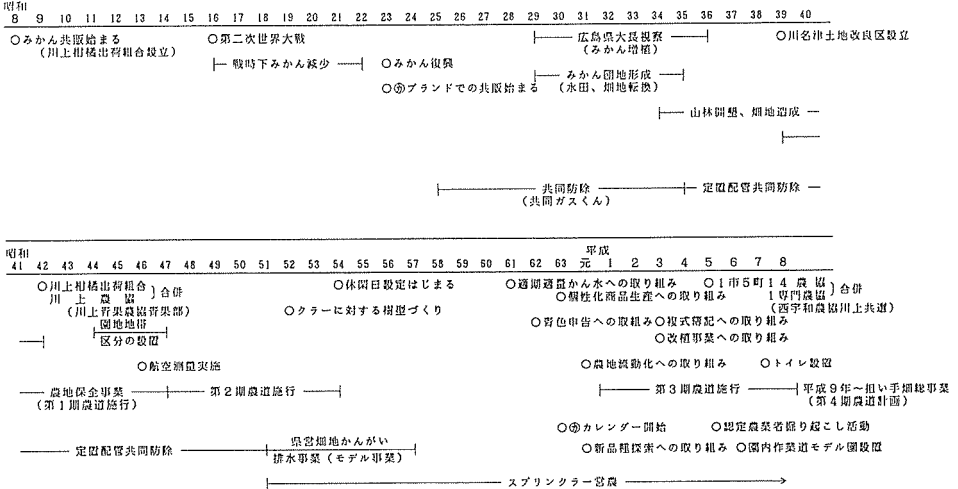 昭和
8 9 10 11 12 13 14 15 16 17 18 19 20 21 22 23 24 25 26 27 28 29 30 31 32 33 34 35 36 37 38 39 40
○みかん共販始まる
(川上柑橘出荷組合設立)
○第二次世界大戦
広島県大長視察
(みかん増植)
○川名津土地改良区設立
戦時下みかん減少
○みかん復興
みかん団地形成
(水田、畑地転換)
○㋕ブランドでの共販始まる
山林開墾、畑地造成
共同防除
(共同ガスくん)
定置配管共同防除
昭和
平成
41 42 43 44 45 46 47 48 49 50 51 52 53 54 55 56 57 58 59 60 61 62 63 元 1 2 3 4 5 6 7 8
○川上柑橘出荷組合
川上農協
(川上青果農協青果部)
合併
○休閑日設定はじまる
○適期適量かん水への取り組み
○1市5町14農協
1専門農協
合併
(西宇和農協川上共選)
○個性化商品生産への取り組み
○クラーに対する樹型づくり
園地地帯
区分の設置
○青色申告への取組み
○複式簿記への取り組み
○改植事業への取り組み
○航空測量実施
○農地流動化への取り組み
○トイレ設置
農地保全事業
(第1期農道施行)
第2期農道施行
第3期農道施行
平成9年～担い手畑総事業
(第4期農道計画)
○㋕カレンダー開始
○認定農業者掘り起こし活動
定置配管共同防除
県営畑地かんがい
排水事業(モデル事業)
○新品種探索への取り組み
○園内作業道モデル園設置
スプリンクラー営農